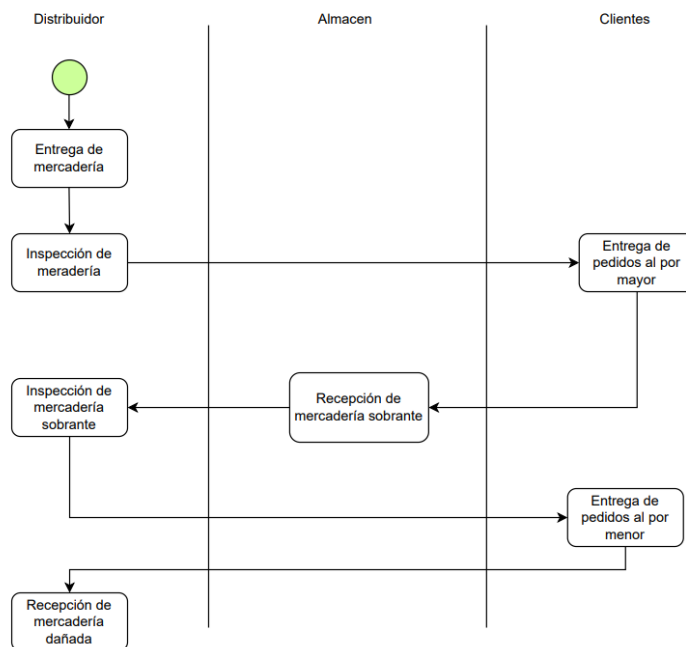 Distribuidor
Almacen
Clientes
Entrega de
mercadería
Inspección de
meradería
Entrega de
pedidos al por
mayor
Inspección de
mercadería
sobrante
Recepción de
mercadería sobrante
Entrega de
pedidos al por
menor
Recepción de
mercadería
dañada